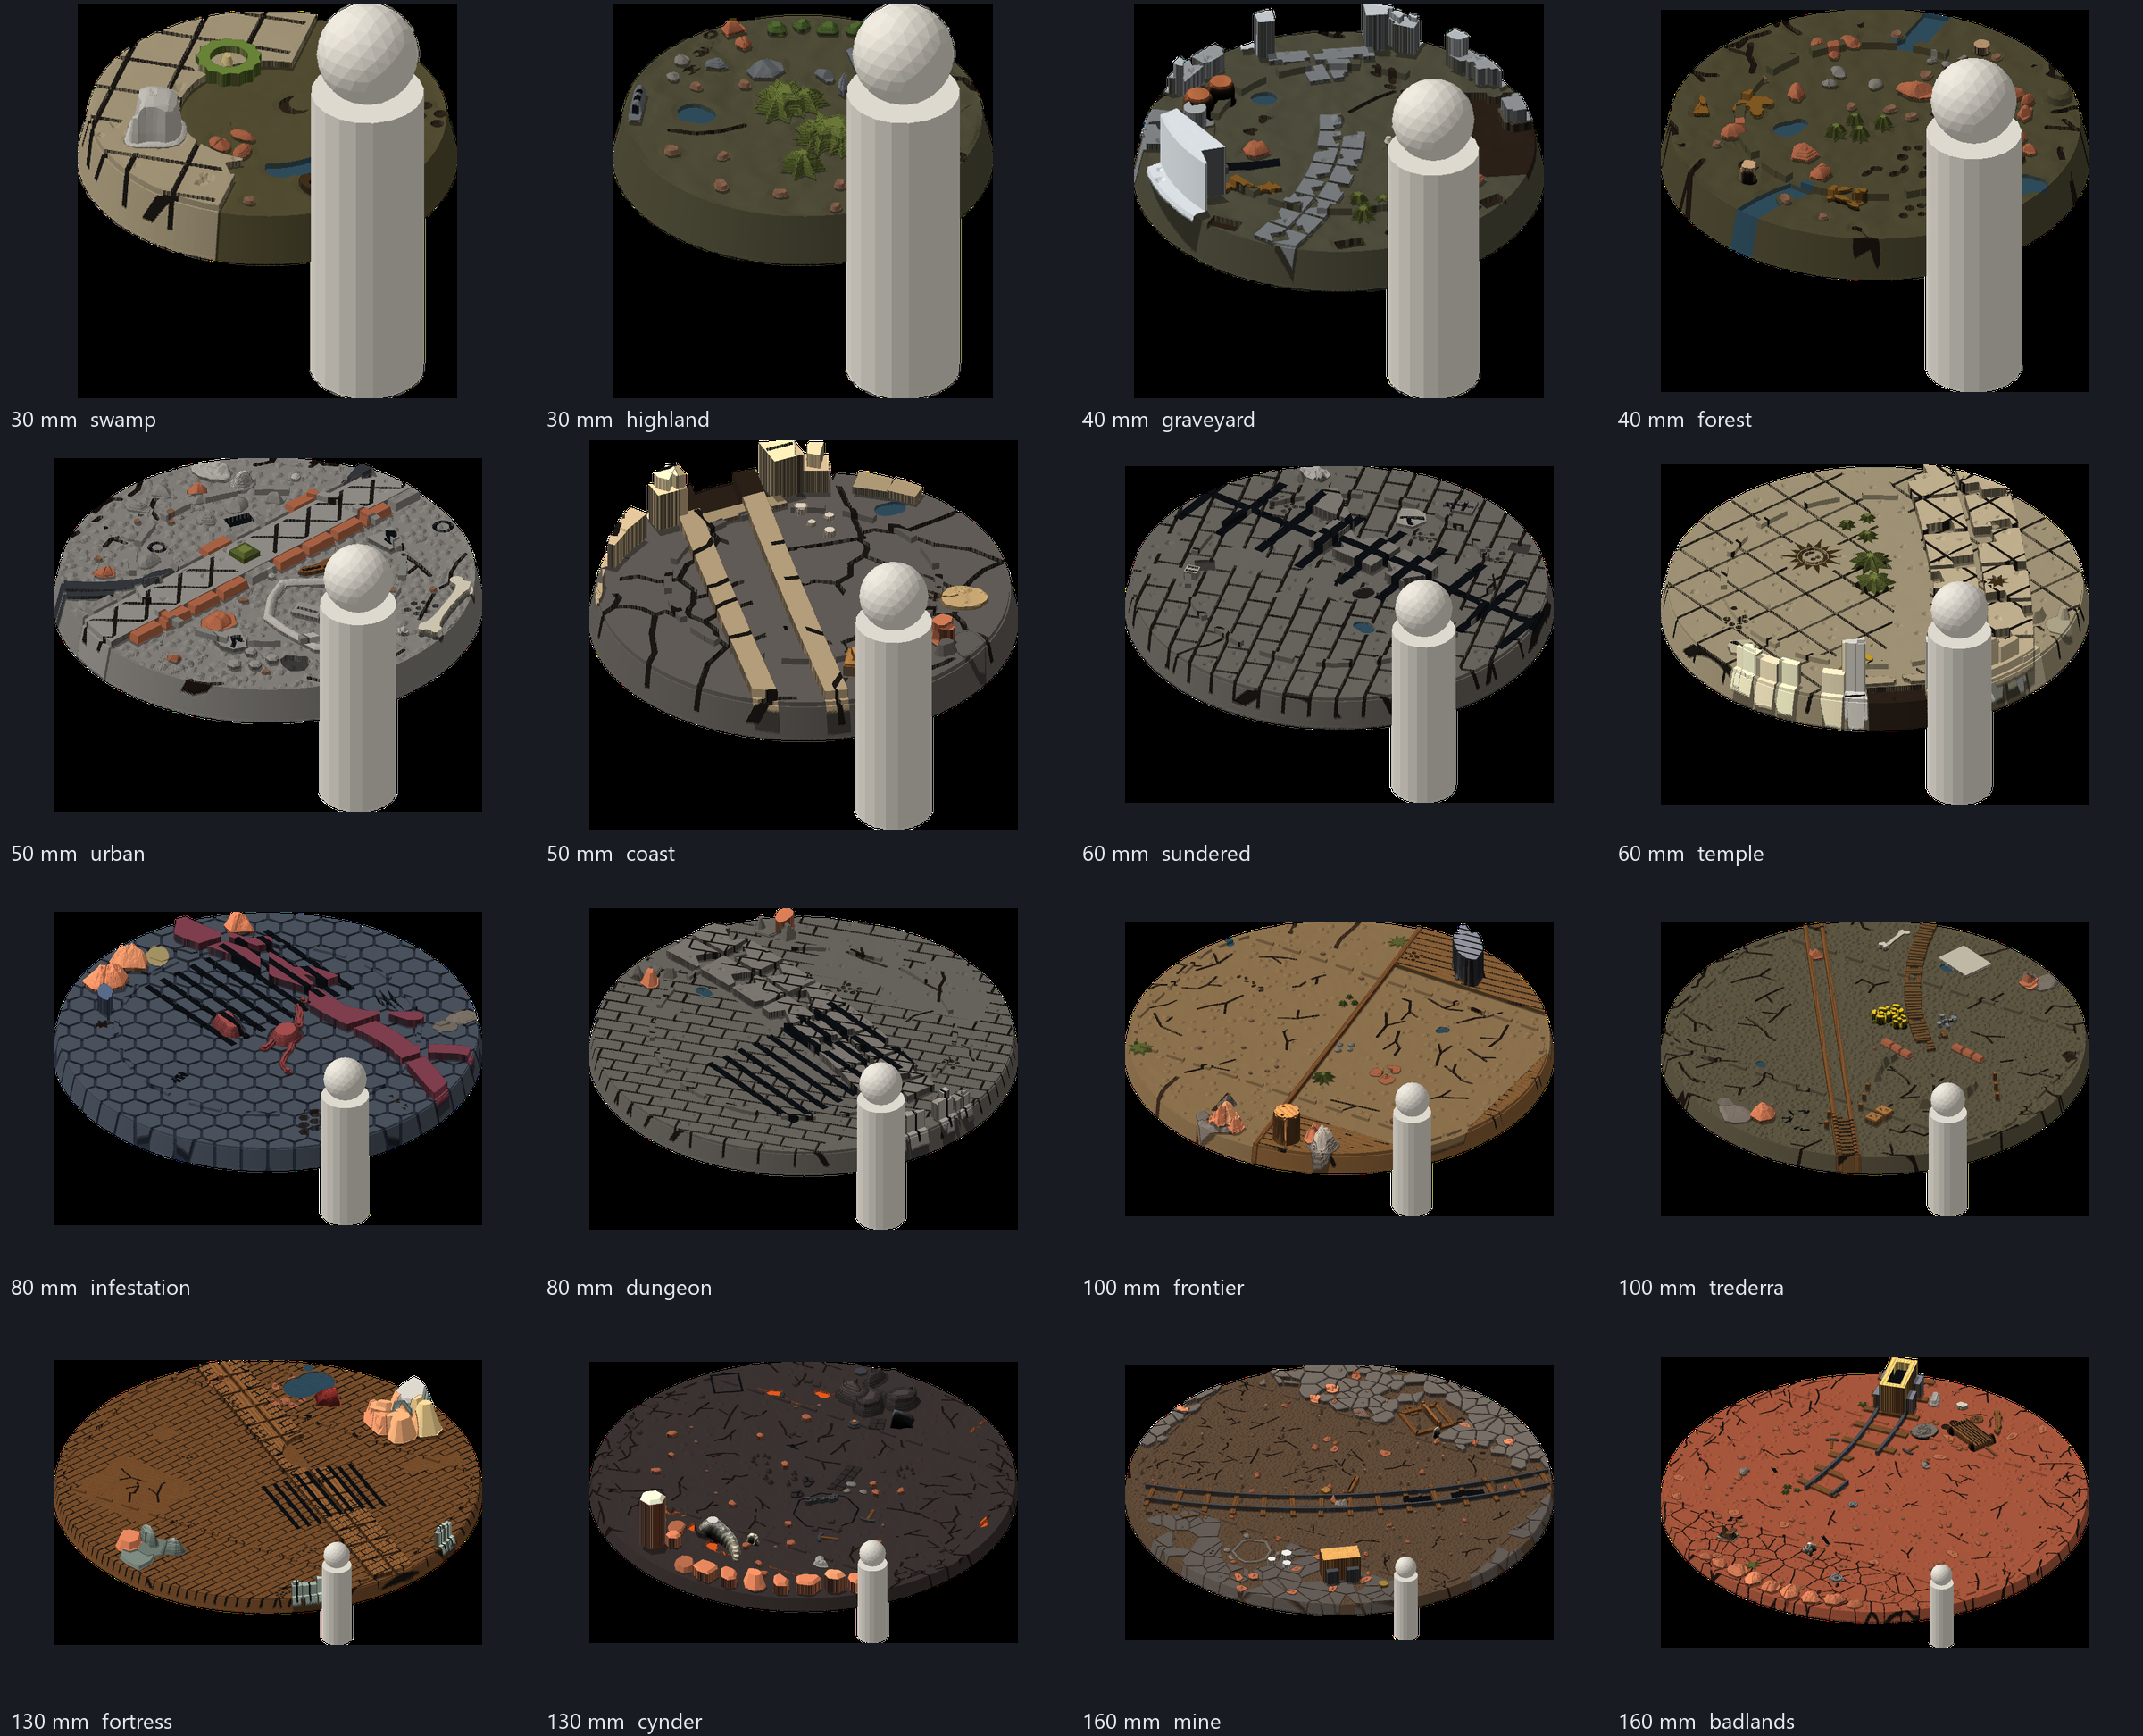 30 mm swamp
30 mm highland
40 mm graveyard
40 mm forest
50 mm urban
50 mm coast
60 mm sundered
60 mm temple
80 mm infestation
80 mm dungeon
100 mm frontier
100 mm trederra
130 mm fortress
130 mm cynder
160 mm mine
160 mm badlands